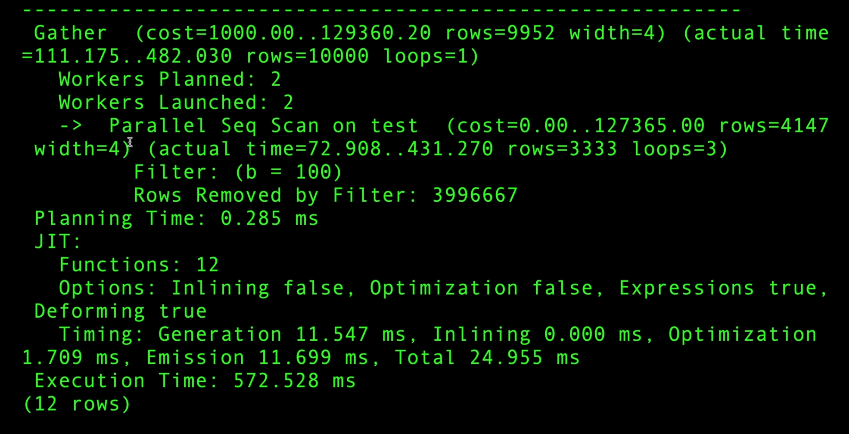 ------------------------------------------------------------
Gather  (cost=1000.00..129360.20 rows=9952 width=4) (actual time
=111.175..482.030 rows=10000 loops=1)
   Workers Planned: 2
   Workers Launched: 2
   ->  Parallel Seq Scan on test  (cost=0.00..127365.00 rows=4147
 width=4) (actual time=72.908..431.270 rows=3333 loops=3)
         Filter: (b = 100)
         Rows Removed by Filter: 3996667
 Planning Time: 0.285 ms
 JIT:
   Functions: 12
   Options: Inlining false, Optimization false, Expressions true,
 Deforming true
   Timing: Generation 11.547 ms, Inlining 0.000 ms, Optimization
1.709 ms, Emission 11.699 ms, Total 24.955 ms
 Execution Time: 572.528 ms
(12 rows)